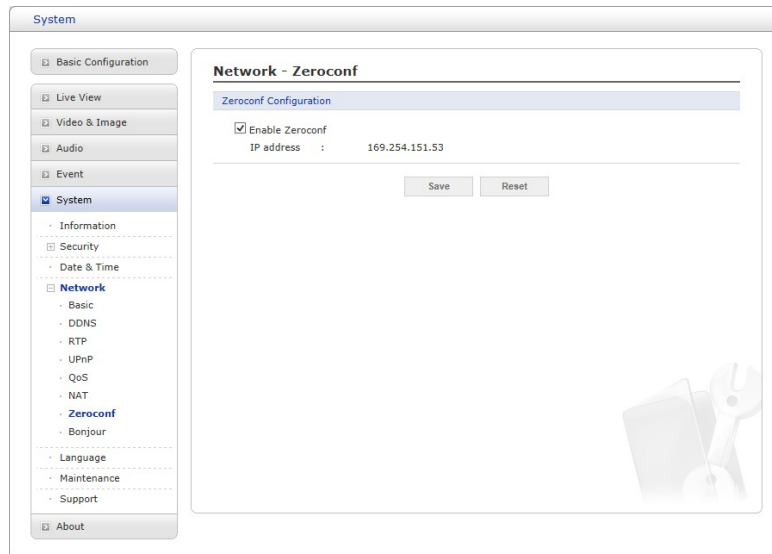 System
Basic Configuration
Live View
Video & Image
Audio
Event
System
Information
Security
Date & Time
Network
Basic
DDNS
RTP
UPnP
QoS
NAT
Zeroconf
Bonjour
Language
Maintenance
Support
About
Network - Zeroconf
Zeroconf Configuration
Enable Zeroconf
IP address : 169.254.151.53
Save Reset